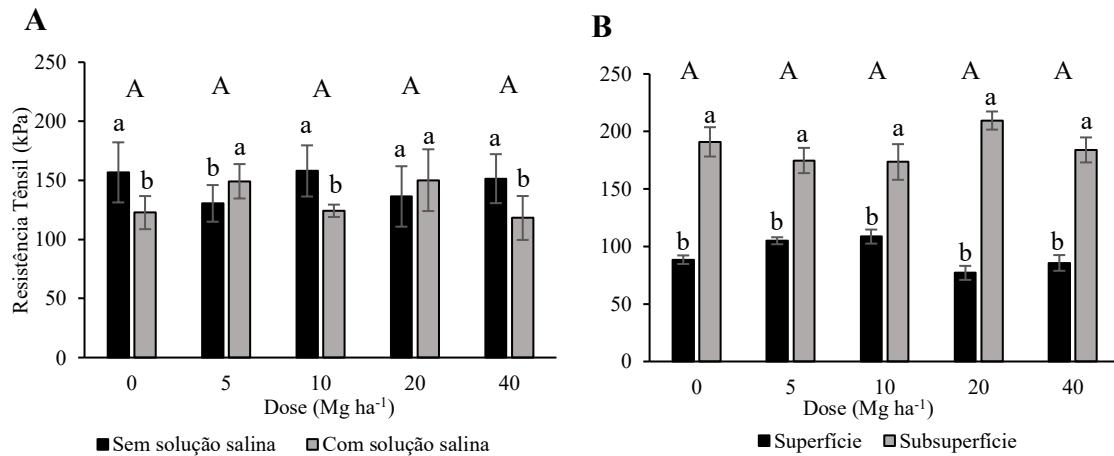 A
B
250
200
150
100
50
0
Resistência Tênsil (kPa)
A A A A A
a b b a a b a a a b
0 5 10 20 40
Dose (Mg ha⁻¹)
Sem solução salina Com solução salina
250
200
150
100
50
0
A A A A A
b a b a b a b a b a
0 5 10 20 40
Dose (Mg ha⁻¹)
Superfície Subsuperfície